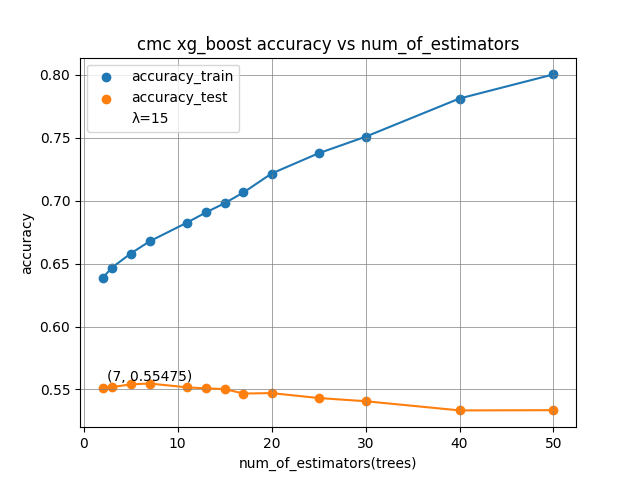 cmc xg_boost accuracy vs num_of_estimators
accuracy_train
accuracy_test
λ=15
0.80
0.75
0.70
0.65
0.60
0.55
accuracy
(7, 0.55475)
0 10 20 30 40 50
num_of_estimators(trees)